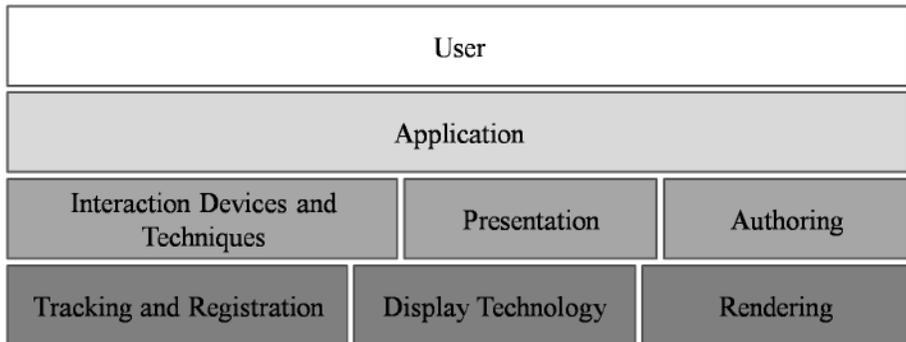 User
Application
Interaction Devices and
Techniques
Presentation
Authoring
Tracking and Registration
Display Technology
Rendering